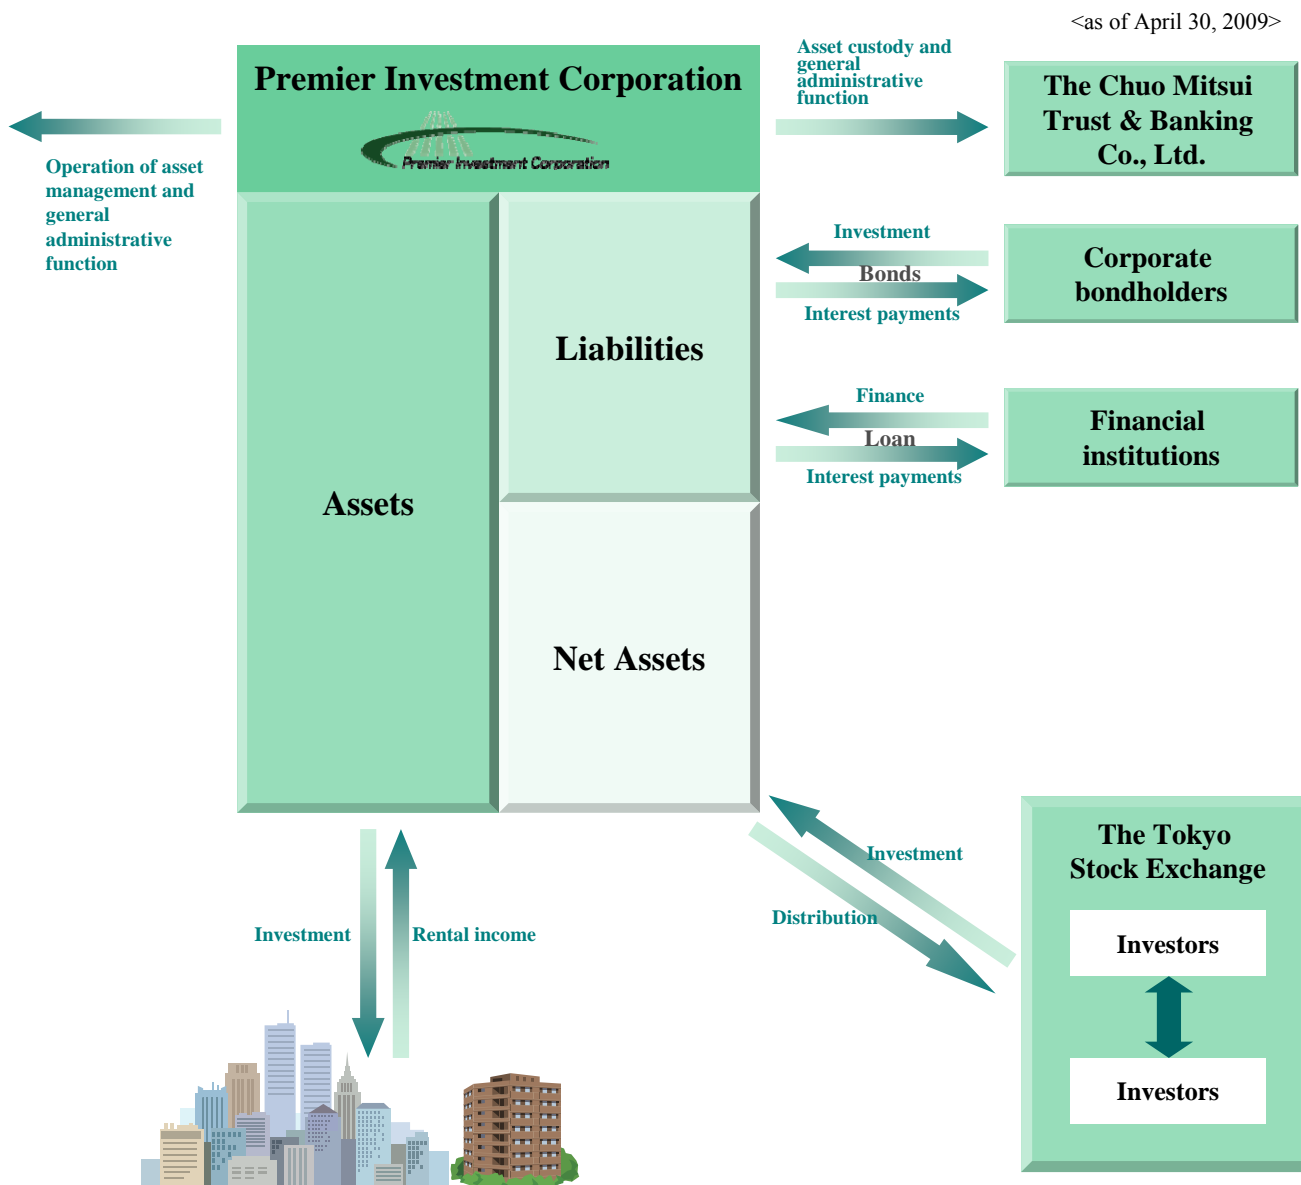 <as of April 30, 2009>
Premier Investment Corporation
Premier Investment Corporation
Operation of asset
management and
general
administrative
function
Asset custody and
general
administrative
function
The Chuo Mitsui
Trust & Banking
Co., Ltd.
Investment
Bonds
Interest payments
Corporate
bondholders
Finance
Loan
Interest payments
Financial
institutions
Liabilities
Assets
Net Assets
Investment
Rental income
Investment
Distribution
The Tokyo
Stock Exchange
Investors
Investors